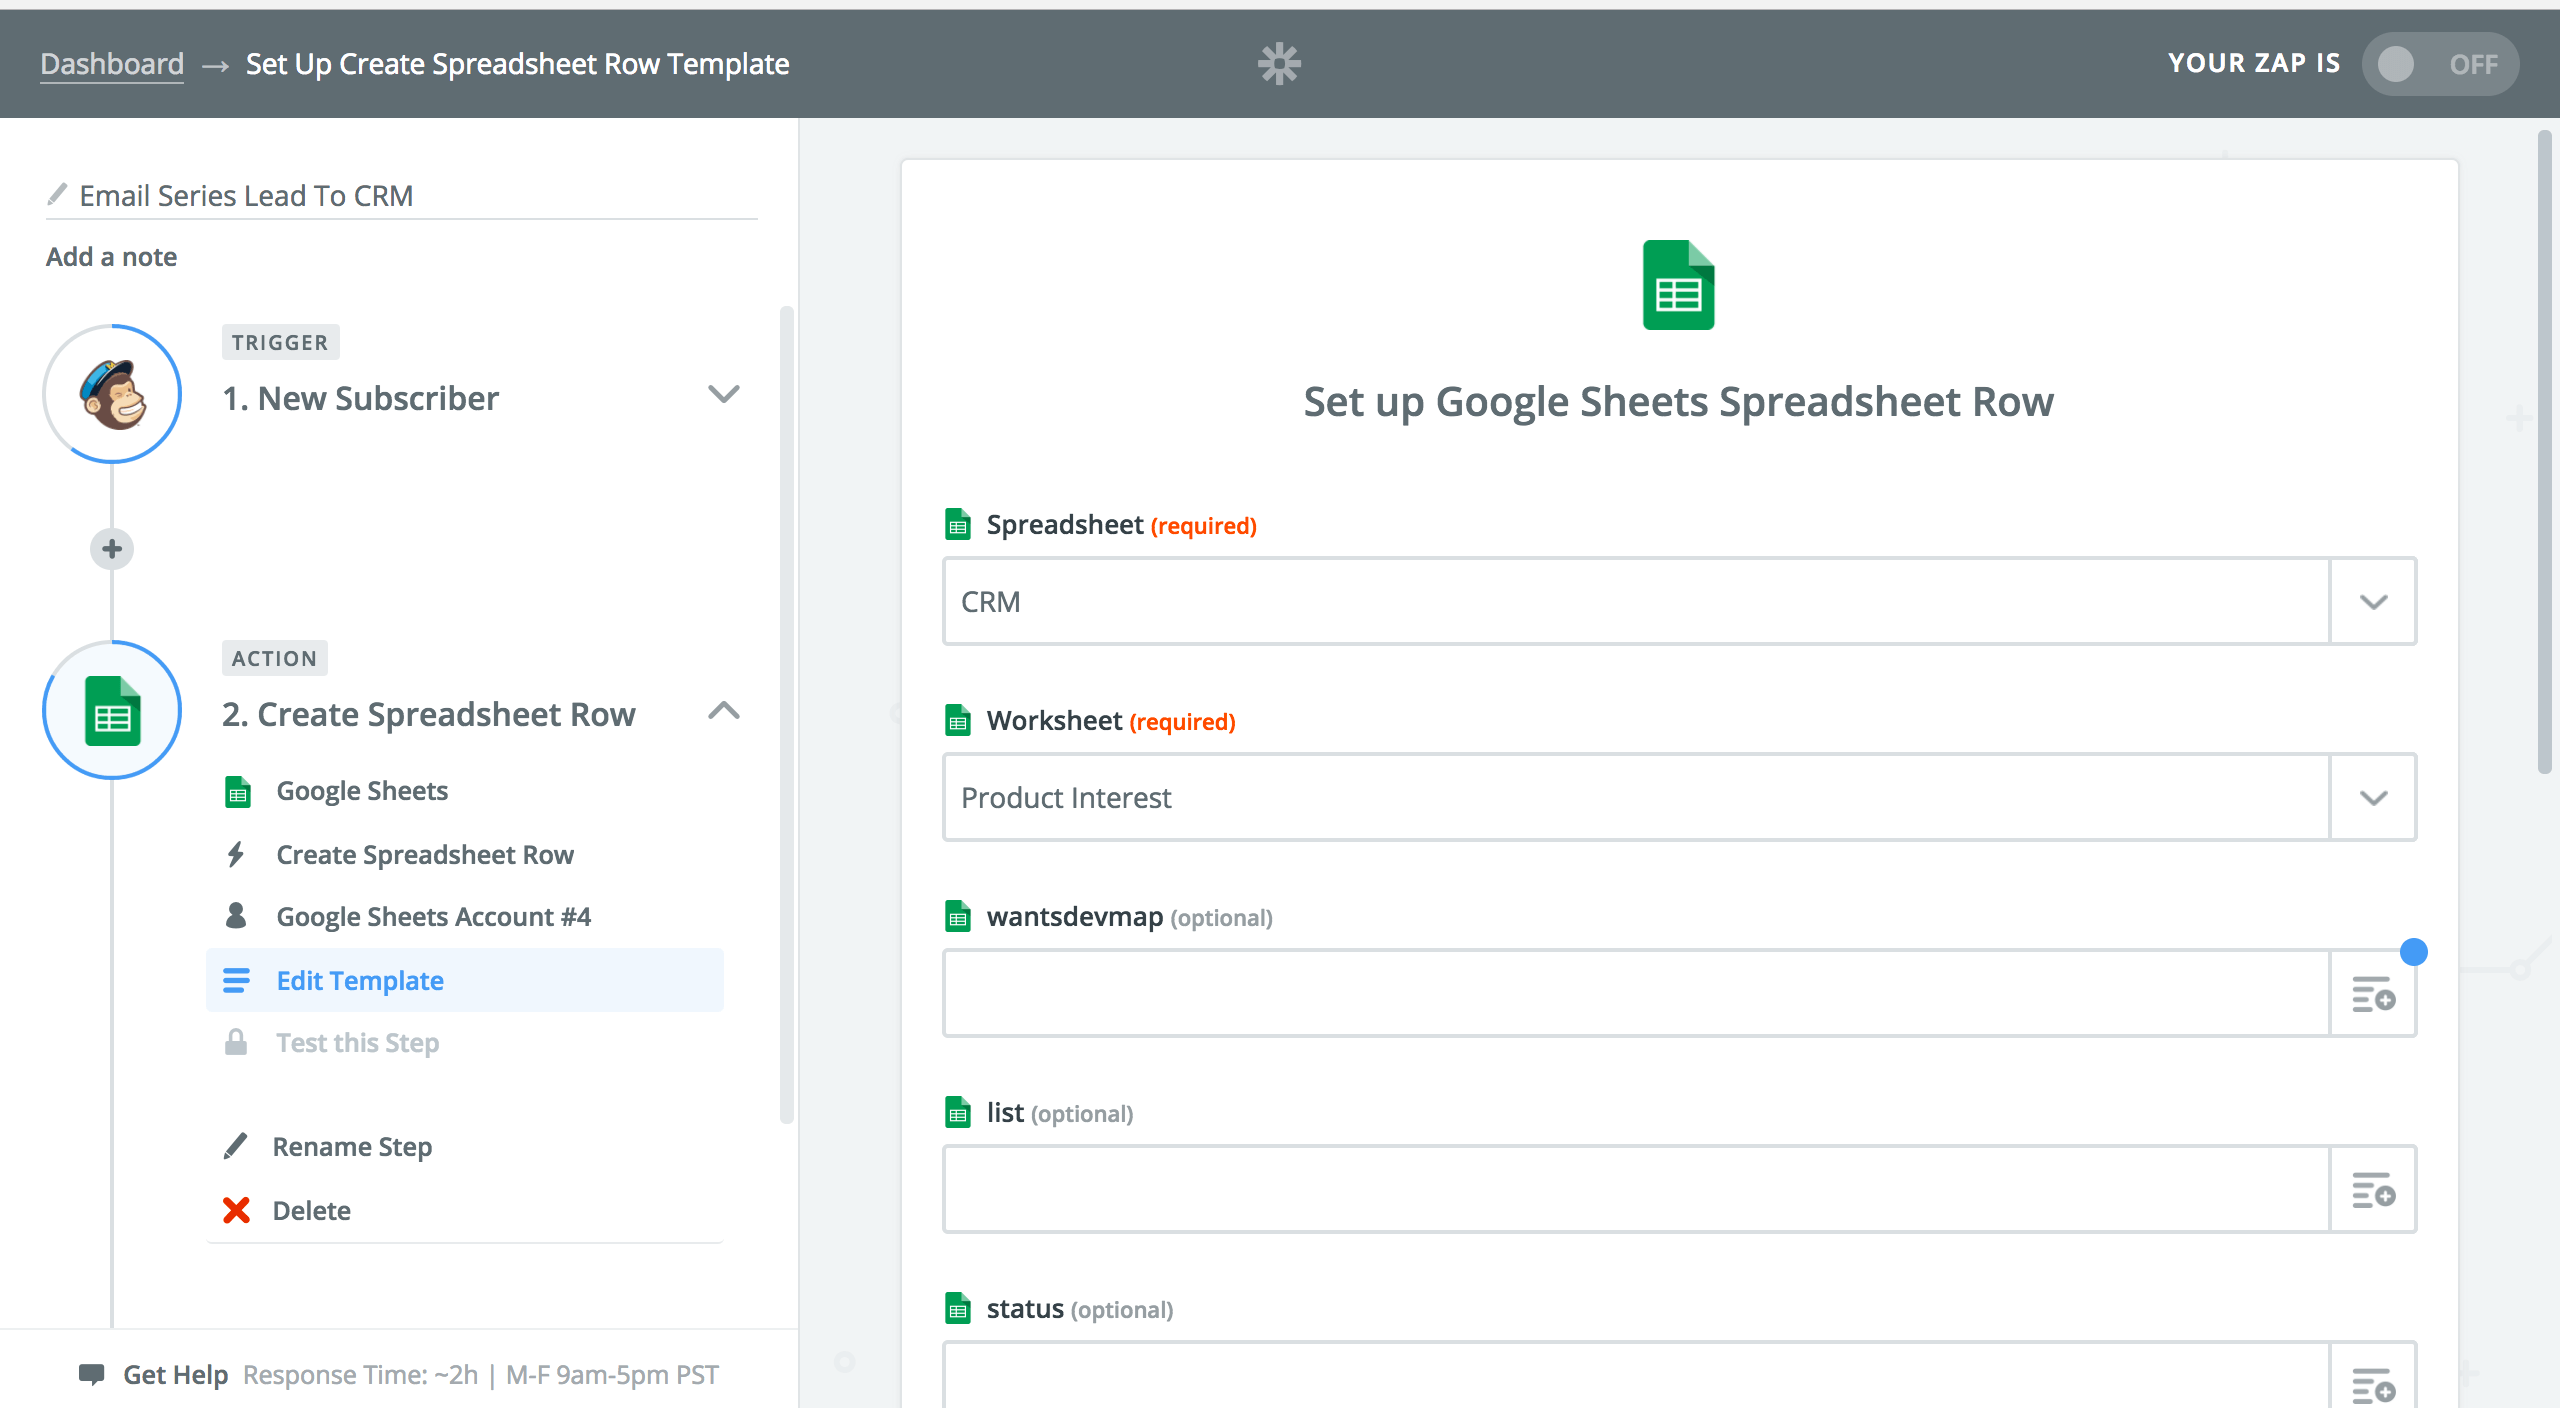 Dashboard → Set Up Create Spreadsheet Row Template
YOUR ZAP IS OFF
Email Series Lead To CRM
Add a note
TRIGGER
1. New Subscriber
ACTION
2. Create Spreadsheet Row
Google Sheets
Create Spreadsheet Row
Google Sheets Account #4
Edit Template
Test this Step
Rename Step
Delete
Get Help Response Time: ~2h | M-F 9am-5pm PST
Set up Google Sheets Spreadsheet Row
Spreadsheet (required)
CRM
Worksheet (required)
Product Interest
wantsdevmap (optional)
list (optional)
status (optional)